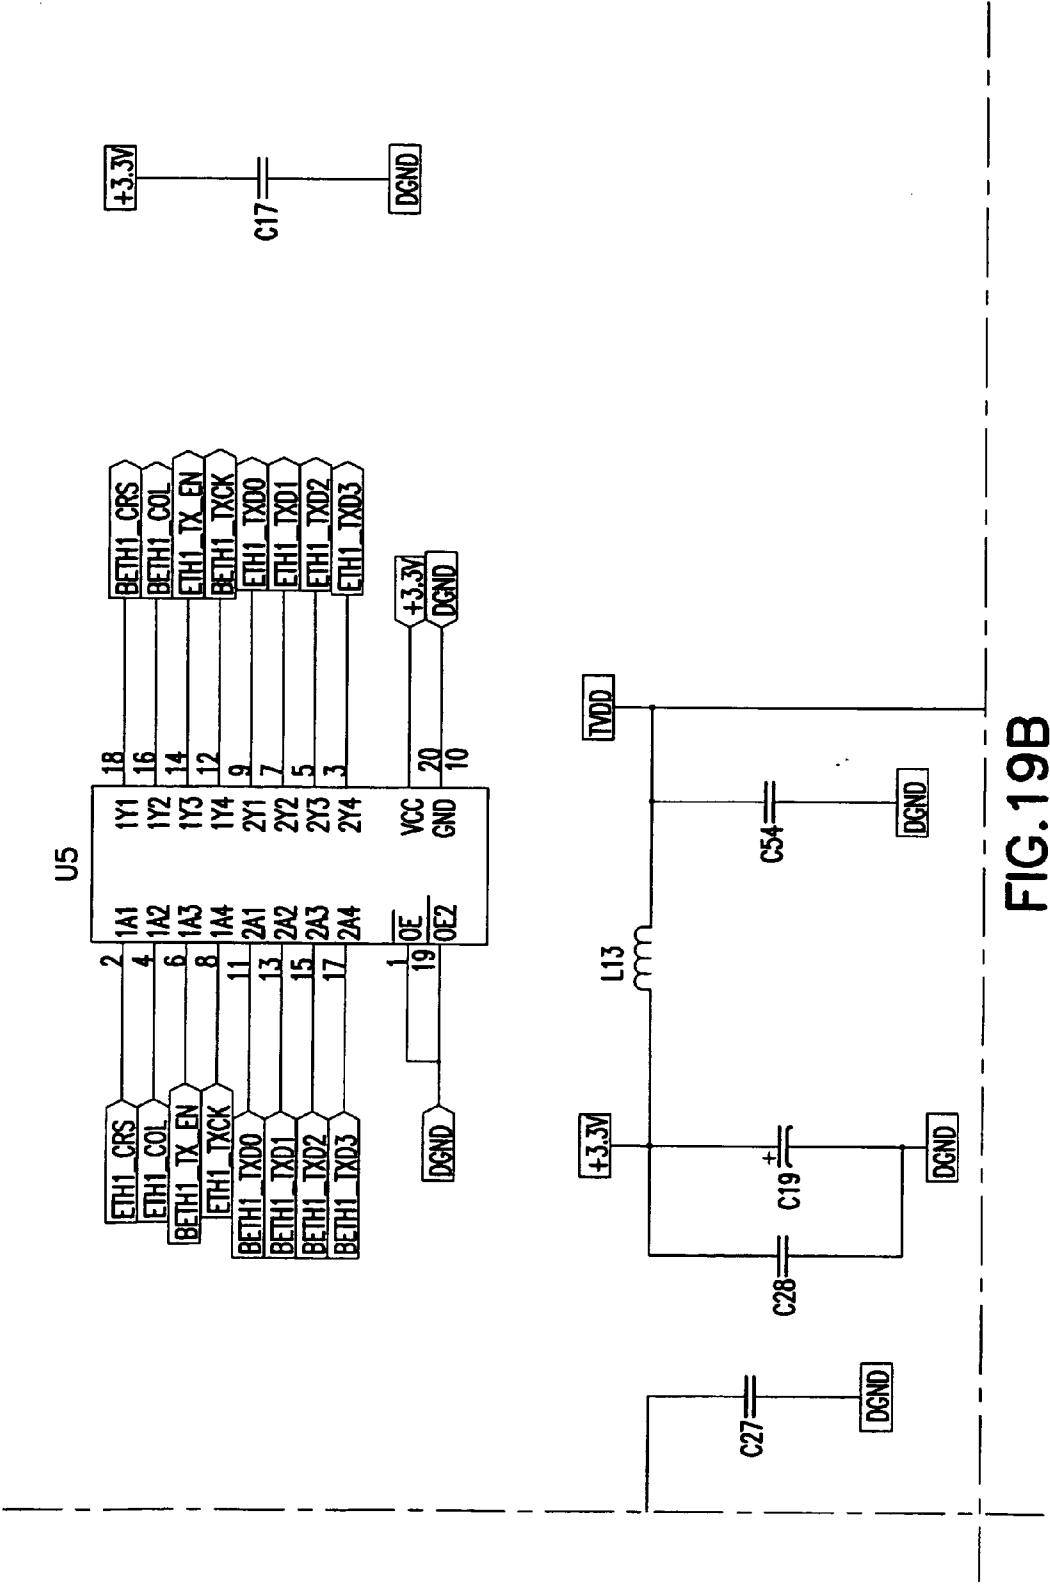 U5
ETH1_CRS 2 1A1 1Y1 18 BETH1_CRS
ETH1_COL 4 1A2 1Y2 16 BETH1_COL
BETH1_TX_EN 6 1A3 1Y3 14 ETH1_TX_EN
ETH1_TXCK 8 1A4 1Y4 12 BETH1_TXCK
BETH1_TXD0 11 2A1 2Y1 9 ETH1_TXD0
BETH1_TXD1 13 2A2 2Y2 7 ETH1_TXD1
BETH1_TXD2 15 2A3 2Y3 5 ETH1_TXD2
BETH1_TXD3 17 2A4 2Y4 3 ETH1_TXD3
1 OE VCC 20 +3.3V
DGND 19 OE2 GND 10 DGND
+3.3V
C17
DGND
C27
DGND
+3.3V
L13
TVDD
C28
C19
+
C54
DGND
DGND
FIG.19B